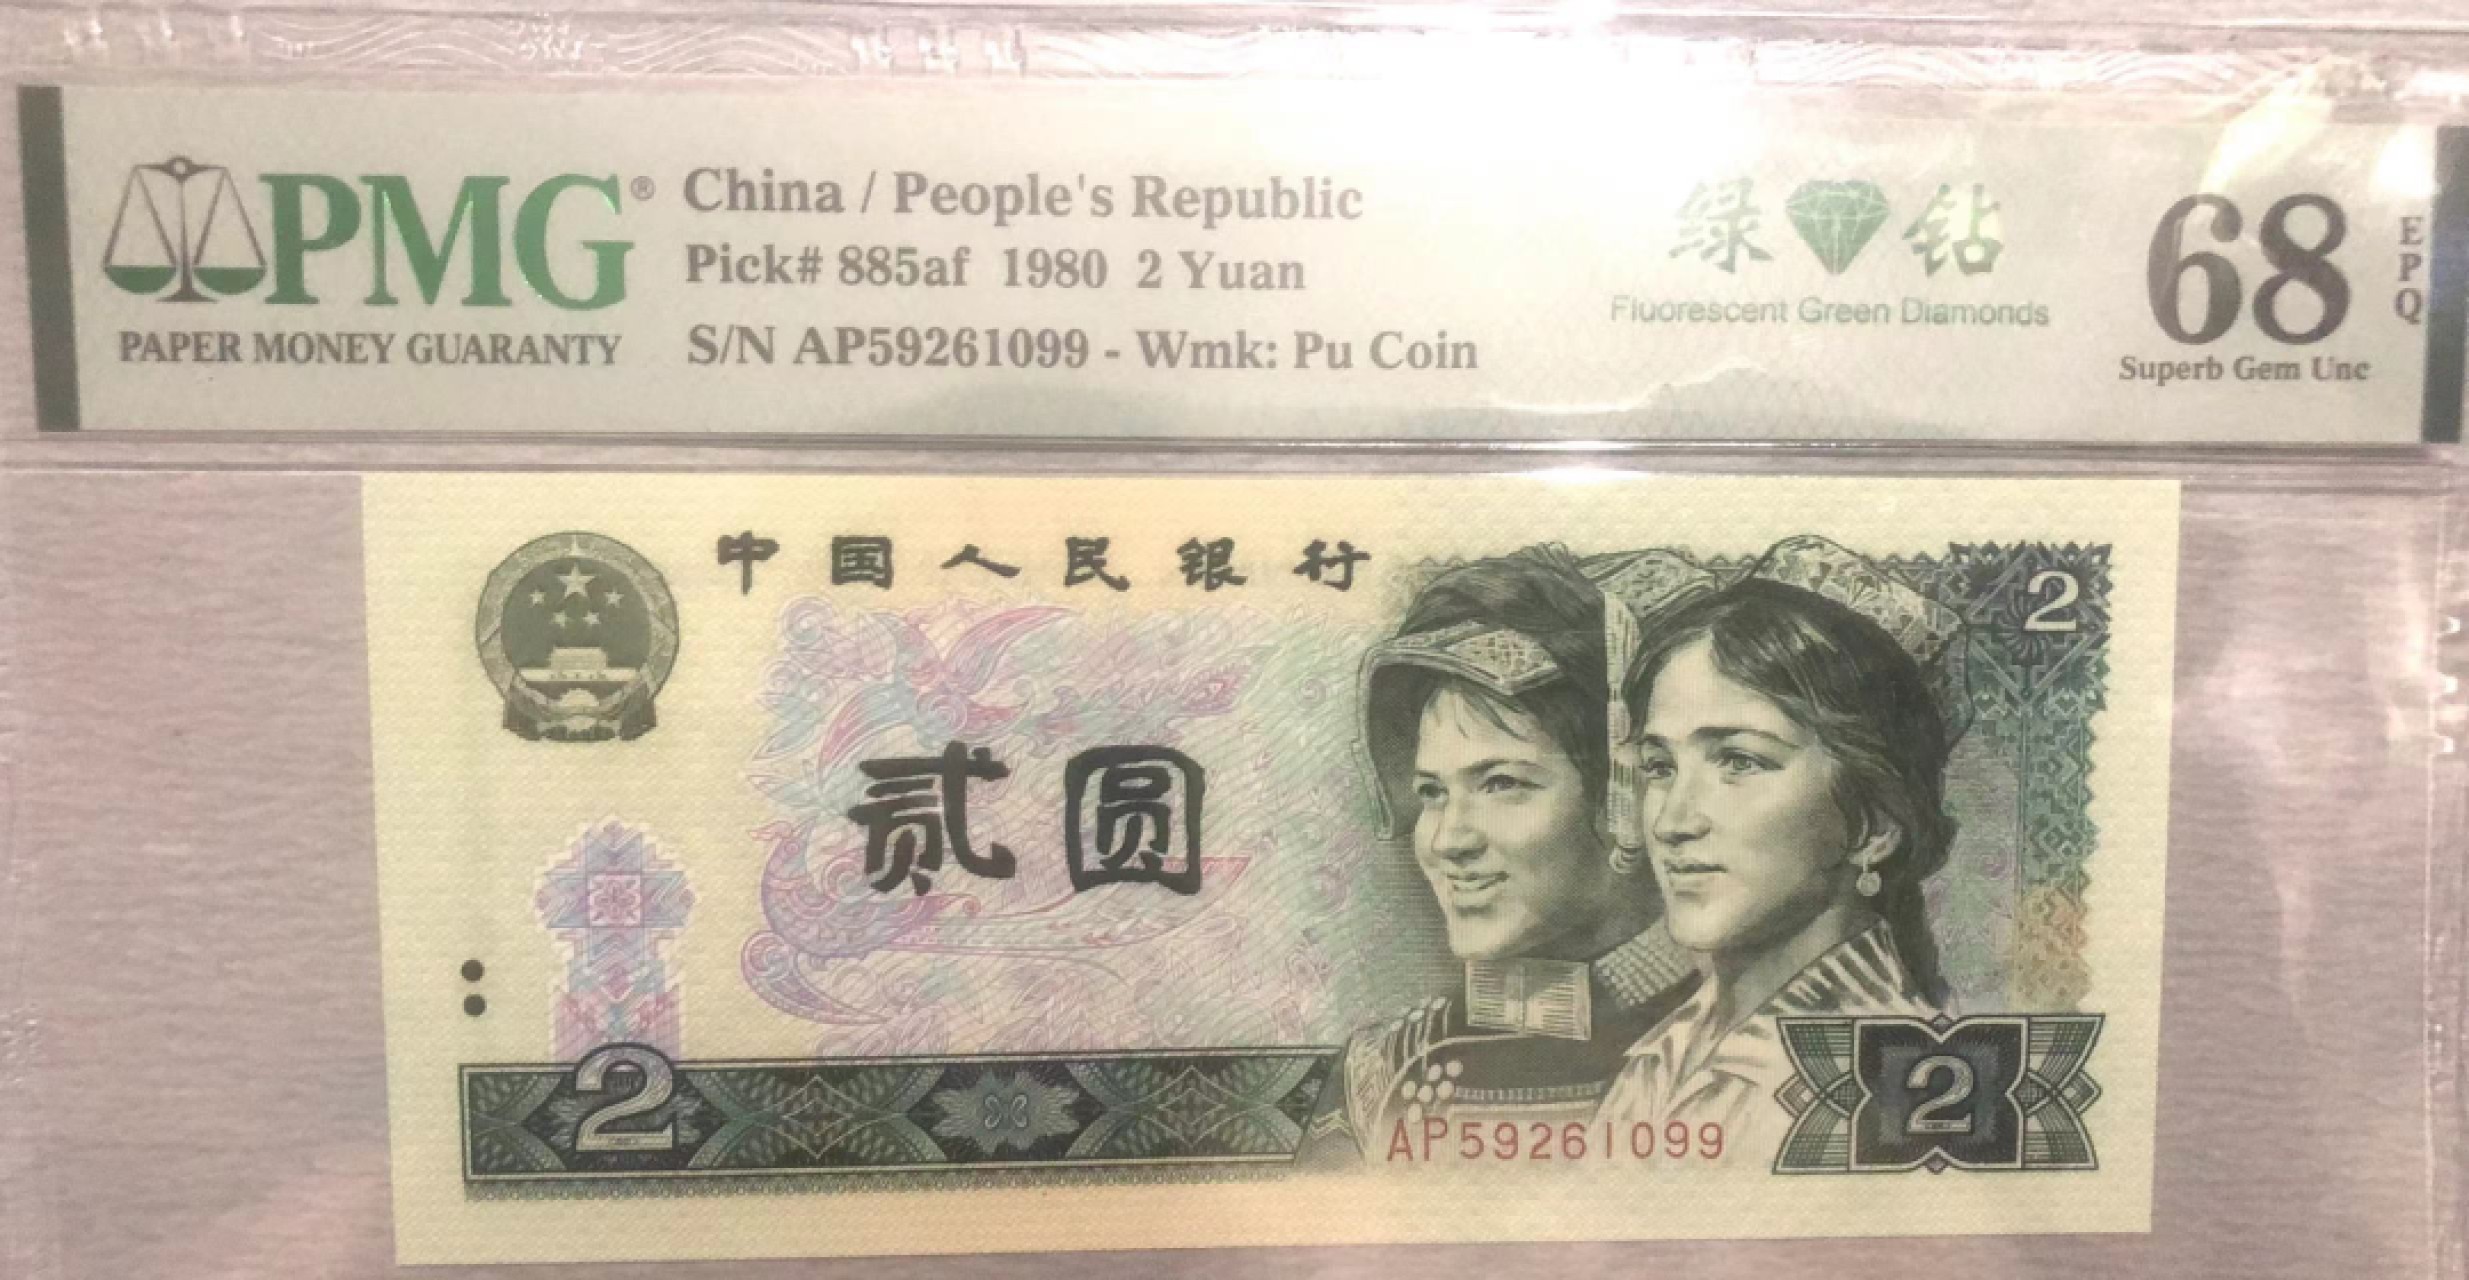 PMG®
PAPER MONEY GUARANTY
China / People's Republic
Pick# 885af 1980 2 Yuan
S/N AP59261099 - Wmk: Pu Coin
绿钻
Fluorescent Green Diamonds
68
EPQ
Superb Gem Unc
中国人民银行
2
贰圆
2
2
AP59261099